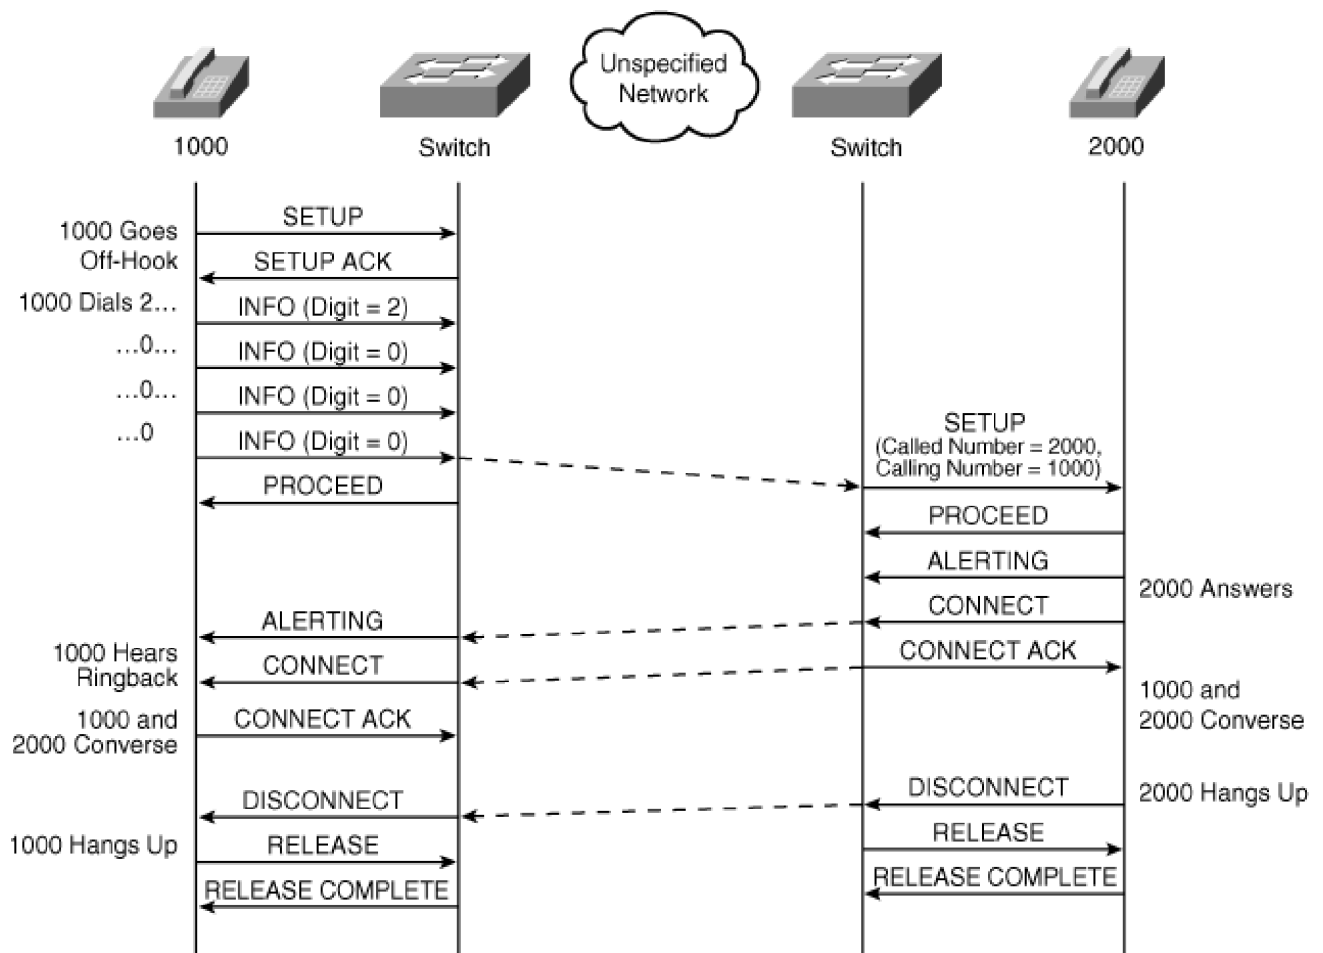 Unspecified
Network
1000
Switch
Switch
2000
SETUP
1000 Goes
Off-Hook
SETUP ACK
1000 Dials 2...
INFO (Digit = 2)
...0...
INFO (Digit = 0)
...0...
INFO (Digit = 0)
...0
INFO (Digit = 0)
SETUP
(Called Number = 2000,
Calling Number = 1000)
PROCEED
PROCEED
ALERTING
2000 Answers
CONNECT
ALERTING
1000 Hears
Ringback
CONNECT
CONNECT ACK
1000 and
2000 Converse
1000 and
2000 Converse
CONNECT ACK
DISCONNECT
2000 Hangs Up
DISCONNECT
RELEASE
1000 Hangs Up
RELEASE
RELEASE COMPLETE
RELEASE COMPLETE